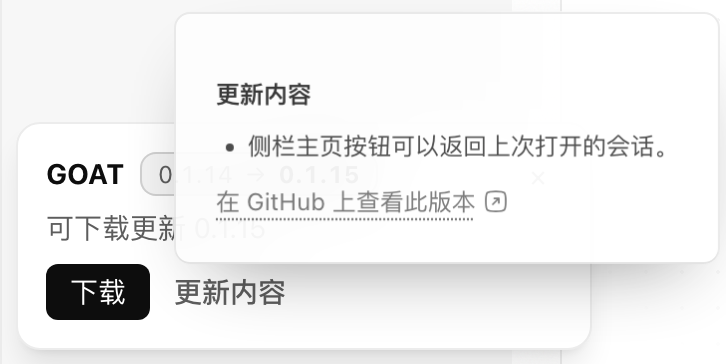 更新内容
• 侧栏主页按钮可以返回上次打开的会话。
在 GitHub 上查看此版本
GOAT 0.1.14 → 0.1.15 ×
可下载更新 0.1.15
下载 更新内容